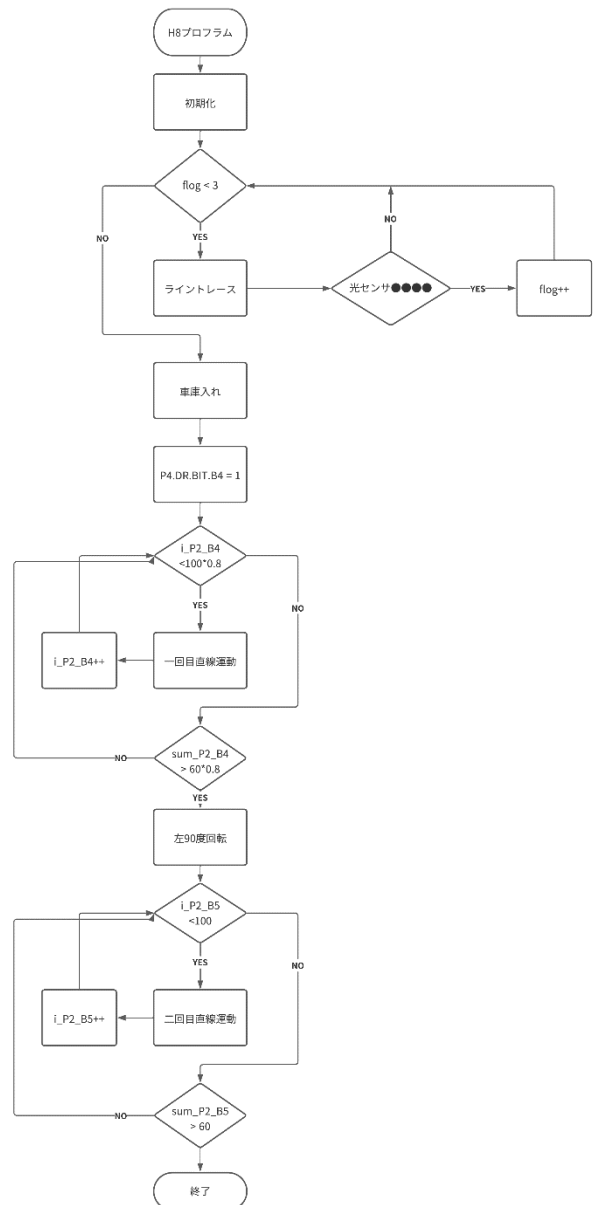 H8プロフラム
初期化
flog < 3
NO
YES
NO
ライントレース
光センサ●●●●
YES
flog++
車庫入れ
P4.DR.BIT.B4 = 1
i_P2_B4
<100*0.8
YES
NO
i_P2_B4++
一回目直線運動
sum_P2_B4
> 60*0.8
NO
YES
左90度回転
i_P2_B5
<100
YES
NO
i_P2_B5++
二回目直線運動
sum_P2_B5
> 60
NO
終了